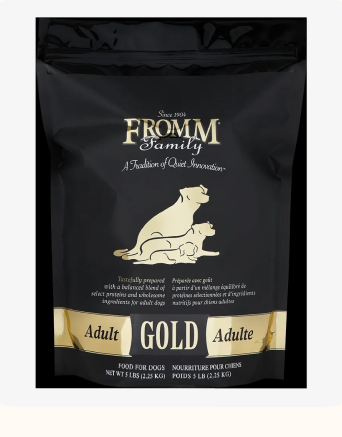 Since 1904
FROMM
Family
A Tradition of Quiet Innovation™
Tastefully prepared
with a balanced blend of
select proteins and wholesome
ingredients for adult dogs
Préparée avec goût
à partir d'un mélange équilibré de
protéines sélectionnées et d'ingrédients
nutritifs pour chiens adultes
Adult GOLD Adulte
FOOD FOR DOGS
NET WT 5 LBS (2,25 KG)
NOURRITURE POUR CHIENS
POIDS 5 LB (2,25 KG)